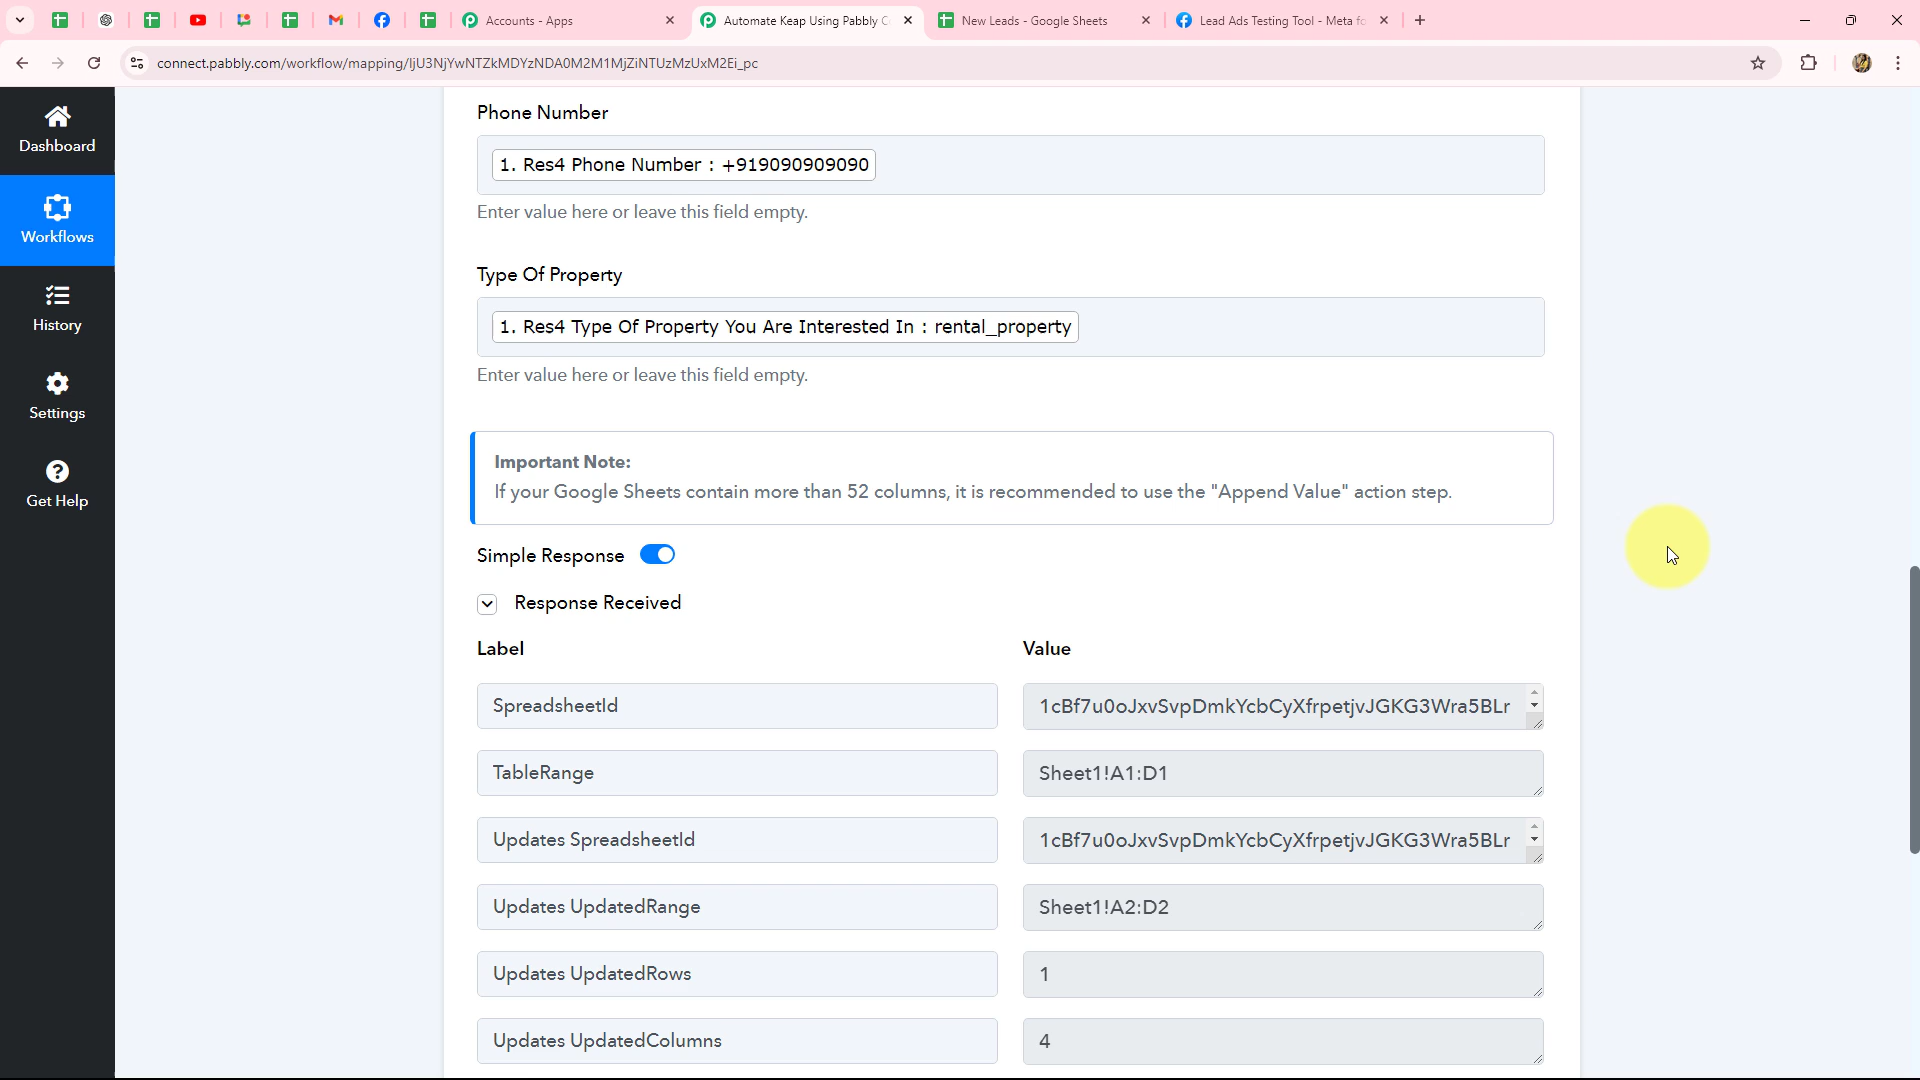 Accounts - Apps
Automate Keap Using Pabbly C
New Leads - Google Sheets
Lead Ads Testing Tool - Meta fo
connect.pabbly.com/workflow/mapping/IjU3NjYwNTZkMDYzNDA0M2M1MjZiNTUzMzUxM2Ei_pc
Dashboard
Workflows
History
Settings
Get Help
Phone Number
1. Res4 Phone Number : +919090909090
Enter value here or leave this field empty.
Type Of Property
1. Res4 Type Of Property You Are Interested In : rental_property
Enter value here or leave this field empty.
Important Note:
If your Google Sheets contain more than 52 columns, it is recommended to use the "Append Value" action step.
Simple Response
Response Received
Label Value
SpreadsheetId 1cBf7u0oJxvSvpDmkYcbCyXfrpetjvJGKG3Wra5BLr
TableRange Sheet1!A1:D1
Updates SpreadsheetId 1cBf7u0oJxvSvpDmkYcbCyXfrpetjvJGKG3Wra5BLr
Updates UpdatedRange Sheet1!A2:D2
Updates UpdatedRows 1
Updates UpdatedColumns 4